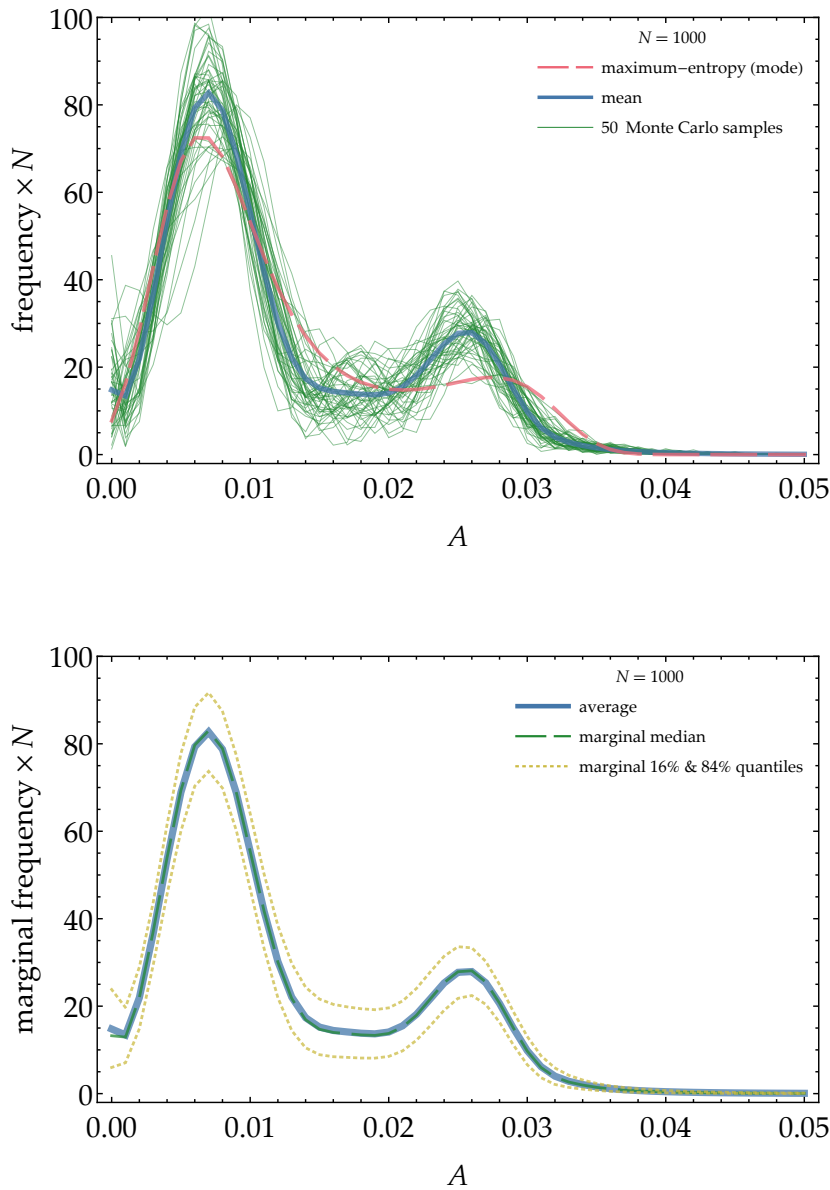 N = 1000
maximum−entropy (mode)
mean
50 Monte Carlo samples
frequency × N
100
80
60
40
20
0
0.00 0.01 0.02 0.03 0.04 0.05
A
N = 1000
average
marginal median
marginal 16% & 84% quantiles
marginal frequency × N
100
80
60
40
20
0
0.00 0.01 0.02 0.03 0.04 0.05
A